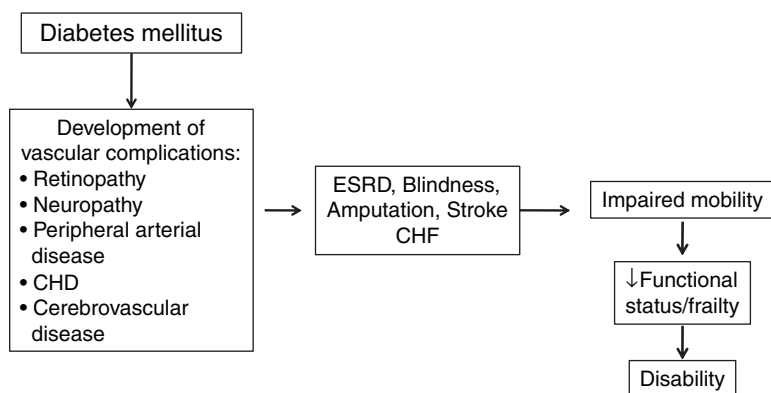 Diabetes mellitus
Development of
vascular complications:
• Retinopathy
• Neuropathy
• Peripheral arterial
disease
• CHD
• Cerebrovascular
disease
ESRD, Blindness,
Amputation, Stroke
CHF
Impaired mobility
↓Functional
status/frailty
Disability